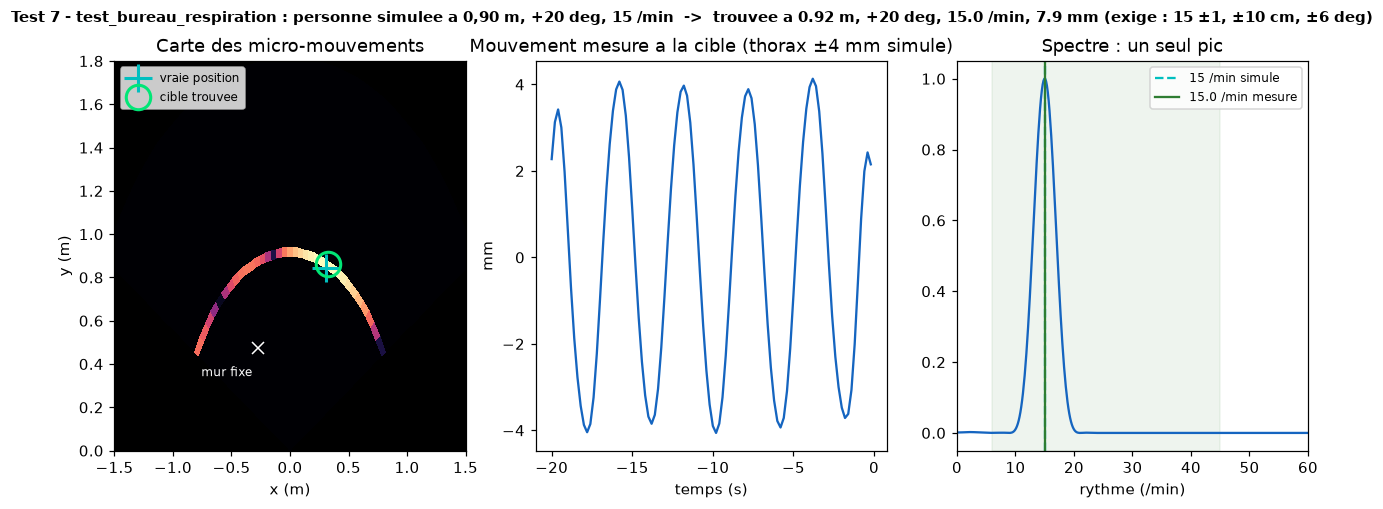 Test 7 - test_bureau_respiration : personne simulee a 0,90 m, +20 deg, 15 /min  ->  trouvee a 0.92 m, +20 deg, 15.0 /min, 7.9 mm (exige : 15 ±1, ±10 cm, ±6 deg)
Carte des micro-mouvements
vraie position
cible trouvee
mur fixe
1.8
1.6
1.4
1.2
1.0
0.8
0.6
0.4
0.2
0.0
y (m)
−1.5
−1.0
−0.5
0.0
0.5
1.0
1.5
x (m)
Mouvement mesure a la cible (thorax ±4 mm simule)
4
2
0
−2
−4
mm
−20
−15
−10
−5
0
temps (s)
Spectre : un seul pic
15 /min simule
15.0 /min mesure
1.0
0.8
0.6
0.4
0.2
0.0
0
10
20
30
40
50
60
rythme (/min)